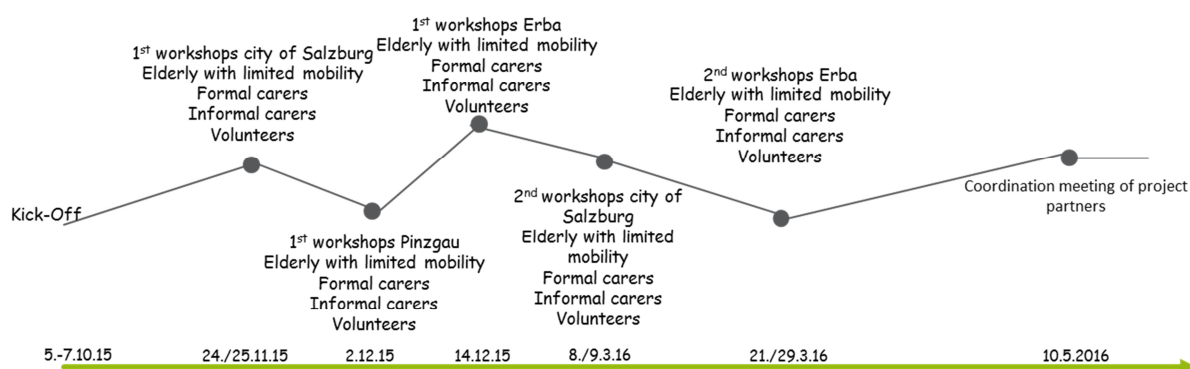 Kick-Off
1st workshops city of Salzburg
Elderly with limited mobility
Formal carers
Informal carers
Volunteers
1st workshops Pinzgau
Elderly with limited mobility
Formal carers
Informal carers
Volunteers
1st workshops Erba
Elderly with limited mobility
Formal carers
Informal carers
Volunteers
2nd workshops city of
Salzburg
Elderly with limited
mobility
Formal carers
Informal carers
Volunteers
2nd workshops Erba
Elderly with limited mobility
Formal carers
Informal carers
Volunteers
Coordination meeting of project
partners
5.-7.10.15
24./25.11.15
2.12.15
14.12.15
8./9.3.16
21./29.3.16
10.5.2016